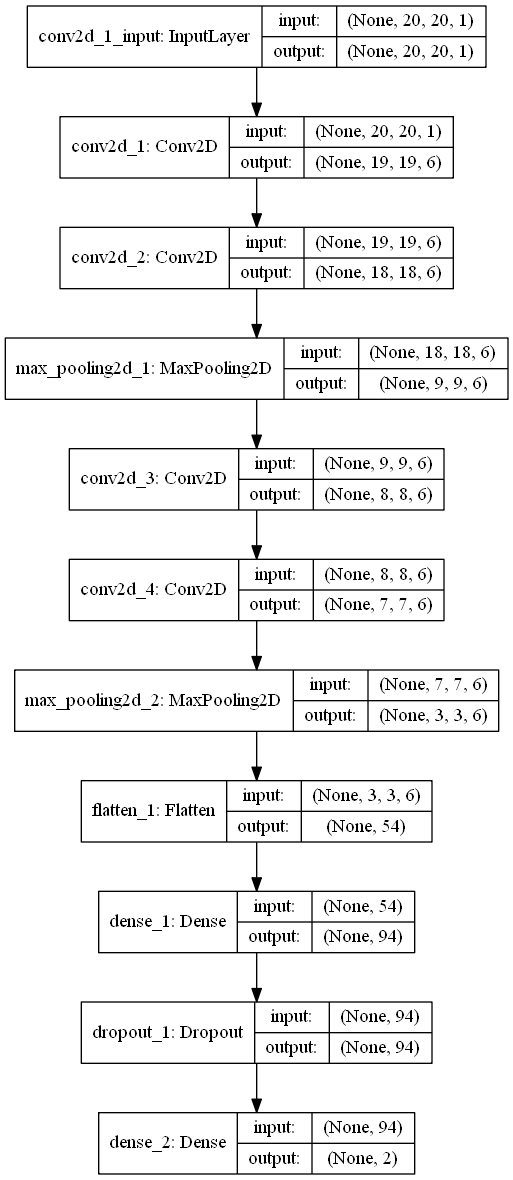 conv2d_1_input: InputLayer
input: (None, 20, 20, 1)
output: (None, 20, 20, 1)
conv2d_1: Conv2D
input: (None, 20, 20, 1)
output: (None, 19, 19, 6)
conv2d_2: Conv2D
input: (None, 19, 19, 6)
output: (None, 18, 18, 6)
max_pooling2d_1: MaxPooling2D
input: (None, 18, 18, 6)
output: (None, 9, 9, 6)
conv2d_3: Conv2D
input: (None, 9, 9, 6)
output: (None, 8, 8, 6)
conv2d_4: Conv2D
input: (None, 8, 8, 6)
output: (None, 7, 7, 6)
max_pooling2d_2: MaxPooling2D
input: (None, 7, 7, 6)
output: (None, 3, 3, 6)
flatten_1: Flatten
input: (None, 3, 3, 6)
output: (None, 54)
dense_1: Dense
input: (None, 54)
output: (None, 94)
dropout_1: Dropout
input: (None, 94)
output: (None, 94)
dense_2: Dense
input: (None, 94)
output: (None, 2)